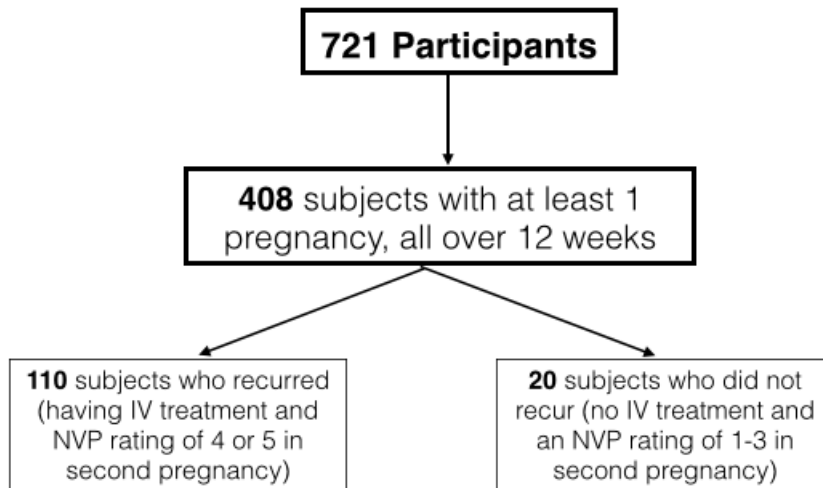 721 Participants
408 subjects with at least 1
pregnancy, all over 12 weeks
110 subjects who recurred
(having IV treatment and
NVP rating of 4 or 5 in
second pregnancy)
20 subjects who did not
recur (no IV treatment and
an NVP rating of 1-3 in
second pregnancy)